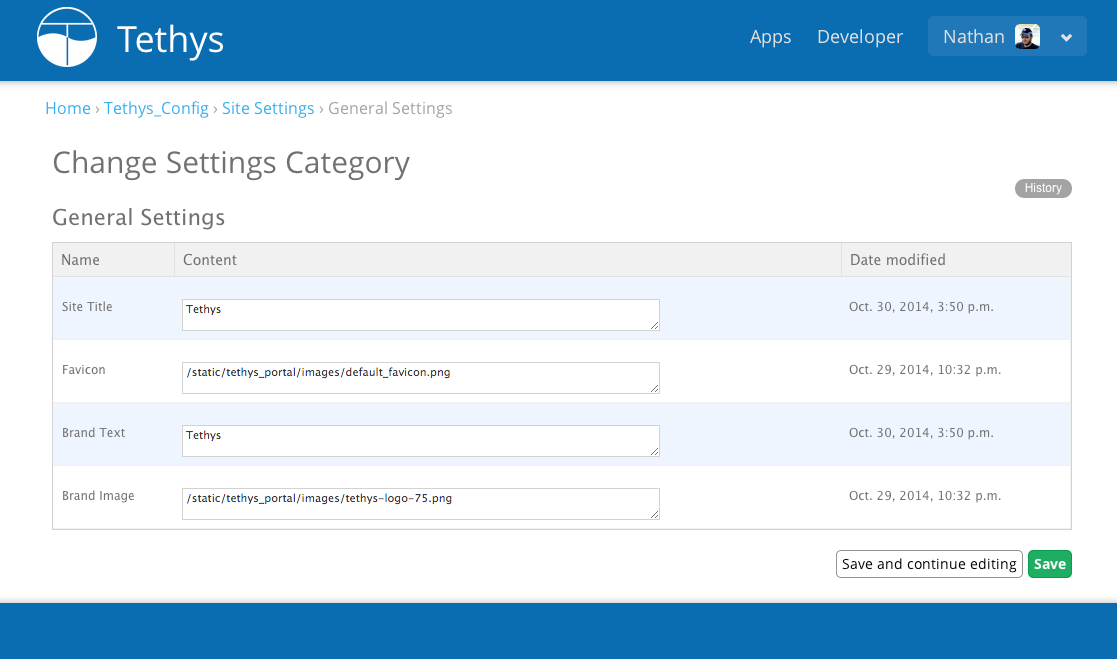 Tethys
Apps Developer Nathan
Home › Tethys_Config › Site Settings › General Settings
Change Settings Category
History
General Settings
Name Content Date modified
Site Title Tethys Oct. 30, 2014, 3:50 p.m.
Favicon /static/tethys_portal/images/default_favicon.png Oct. 29, 2014, 10:32 p.m.
Brand Text Tethys Oct. 30, 2014, 3:50 p.m.
Brand Image /static/tethys_portal/images/tethys-logo-75.png Oct. 29, 2014, 10:32 p.m.
Save and continue editing Save